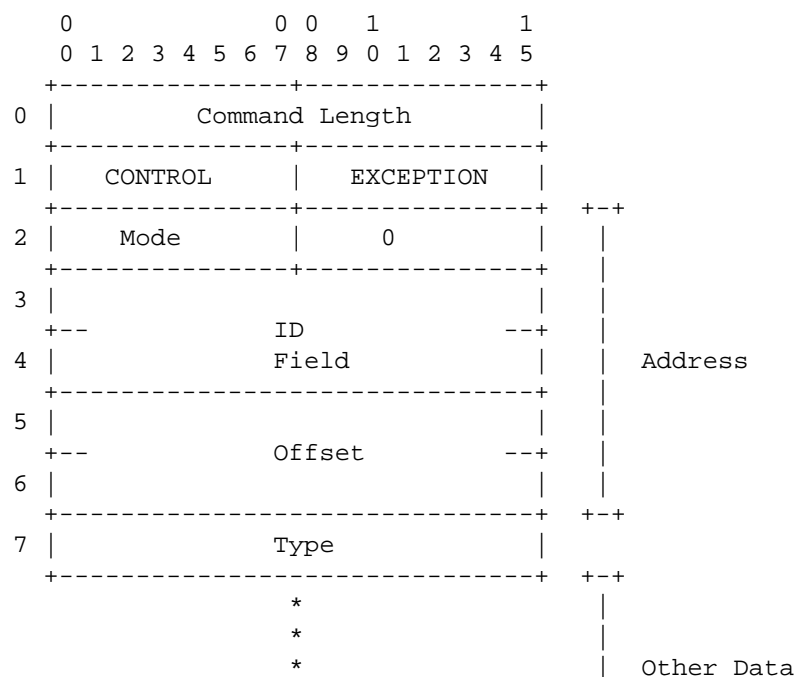 0                             0 0     1                 1
0 1 2 3 4 5 6 7 8 9 0 1 2 3 4 5
+---------------+---------------+
0 |         Command Length        |
+---------------+---------------+
1 |    CONTROL    |   EXCEPTION   |
+---------------+---------------+  +-+
2 |     Mode      |      0        |   |
+---------------+---------------+   |
3 |                               |   |
+--            ID             --+   |
4 |             Field             |   |  Address
+-------------------------------+   |
5 |                               |   |
+--            Offset         --+   |
6 |                               |   |
+-------------------------------+  +-+
7 |             Type              |
+-------------------------------+  +-+
*                    |
*                    |
*                    |  Other Data